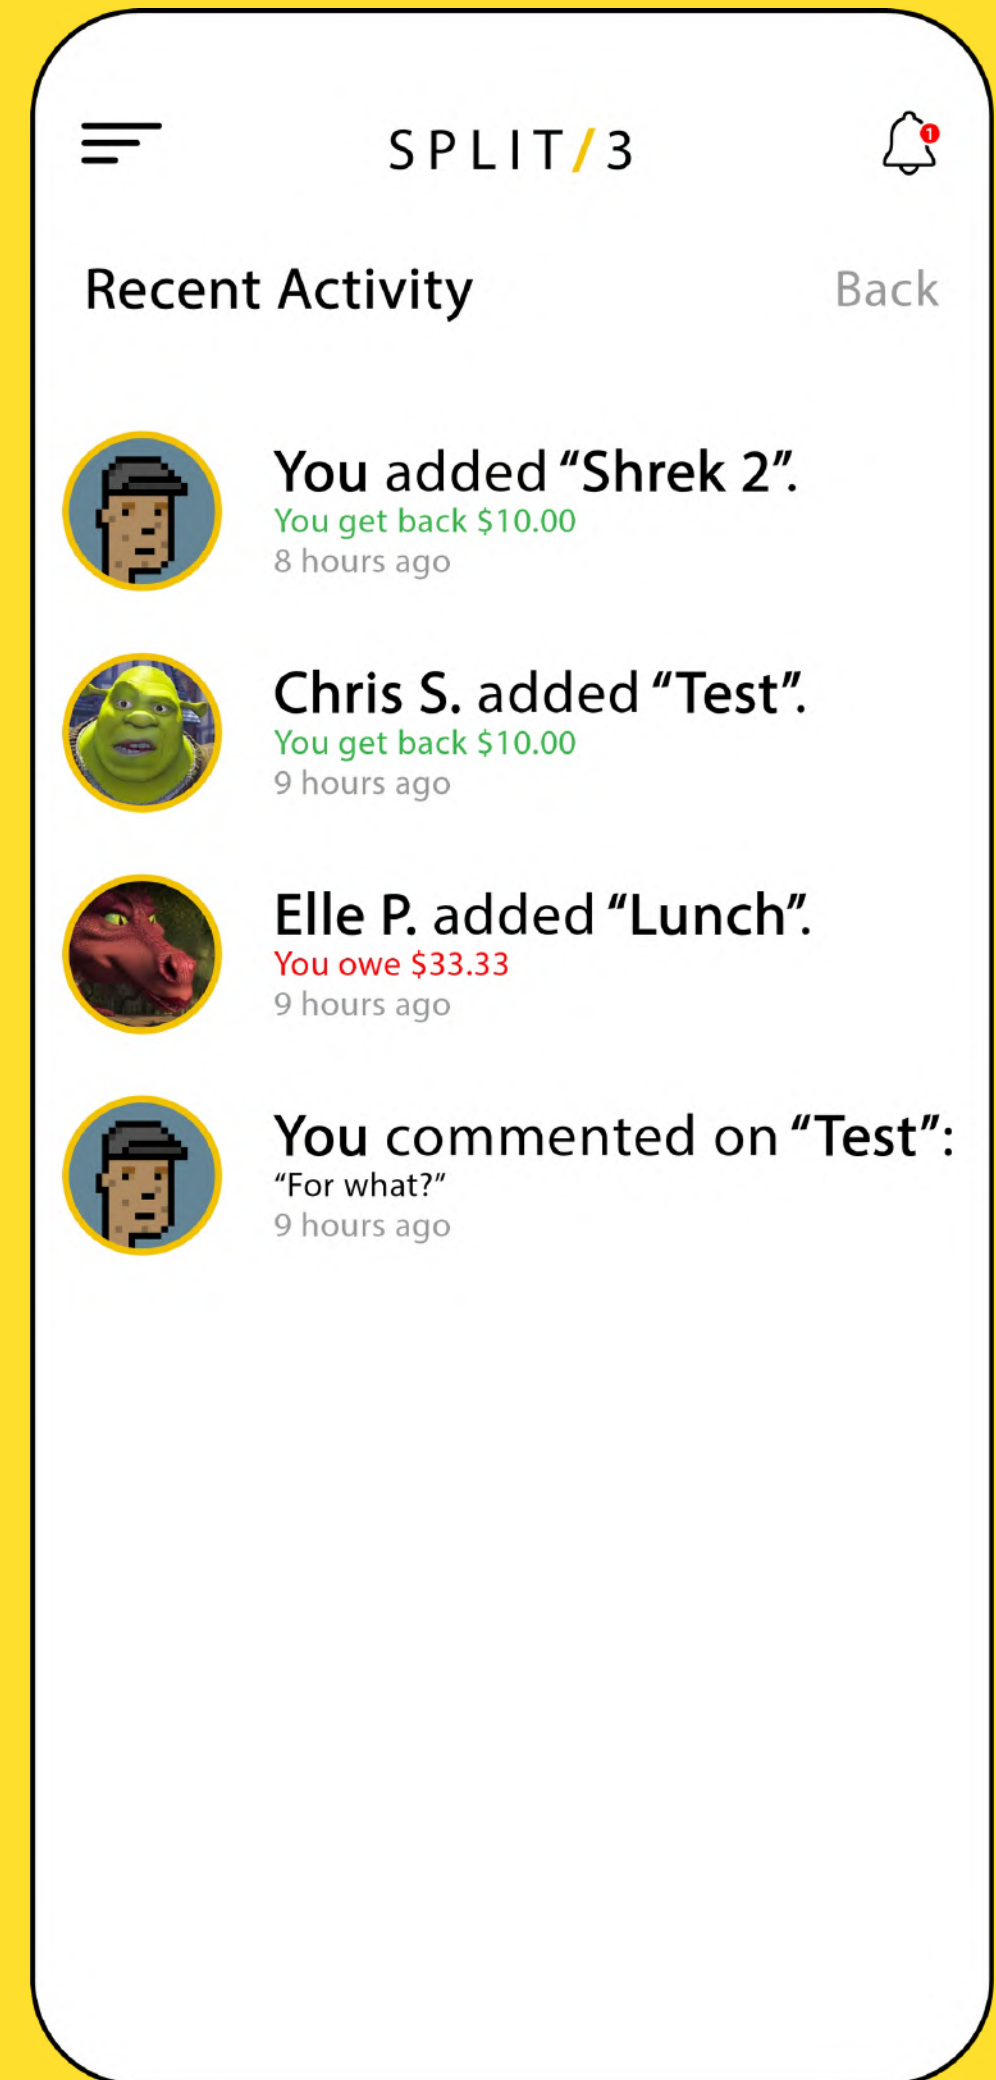 SPLIT/3
1
Recent Activity
Back
You added “Shrek 2”.
You get back $10.00
8 hours ago
Chris S. added “Test”.
You get back $10.00
9 hours ago
Elle P. added “Lunch”.
You owe $33.33
9 hours ago
You commented on “Test”:
“For what?”
9 hours ago